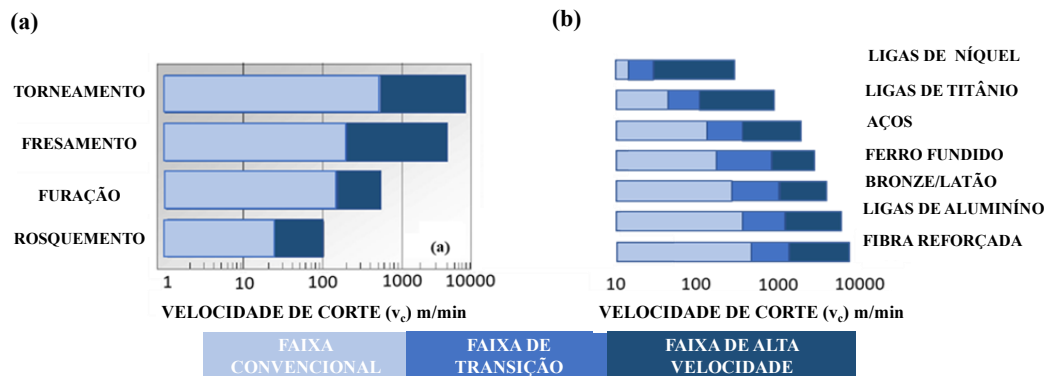 (a)
TORNEAMENTO
FRESAMENTO
FURAÇÃO
ROSQUEMENTO
(a)
1
10
100
1000
10000
VELOCIDADE DE CORTE (vc) m/min
(b)
LIGAS DE NÍQUEL
LIGAS DE TITÂNIO
AÇOS
FERRO FUNDIDO
BRONZE/LATÃO
LIGAS DE ALUMINÍNO
FIBRA REFORÇADA
10
100
1000
10000
VELOCIDADE DE CORTE (vc) m/min
FAIXA
CONVENCIONAL
FAIXA DE
TRANSIÇÃO
FAIXA DE ALTA
VELOCIDADE